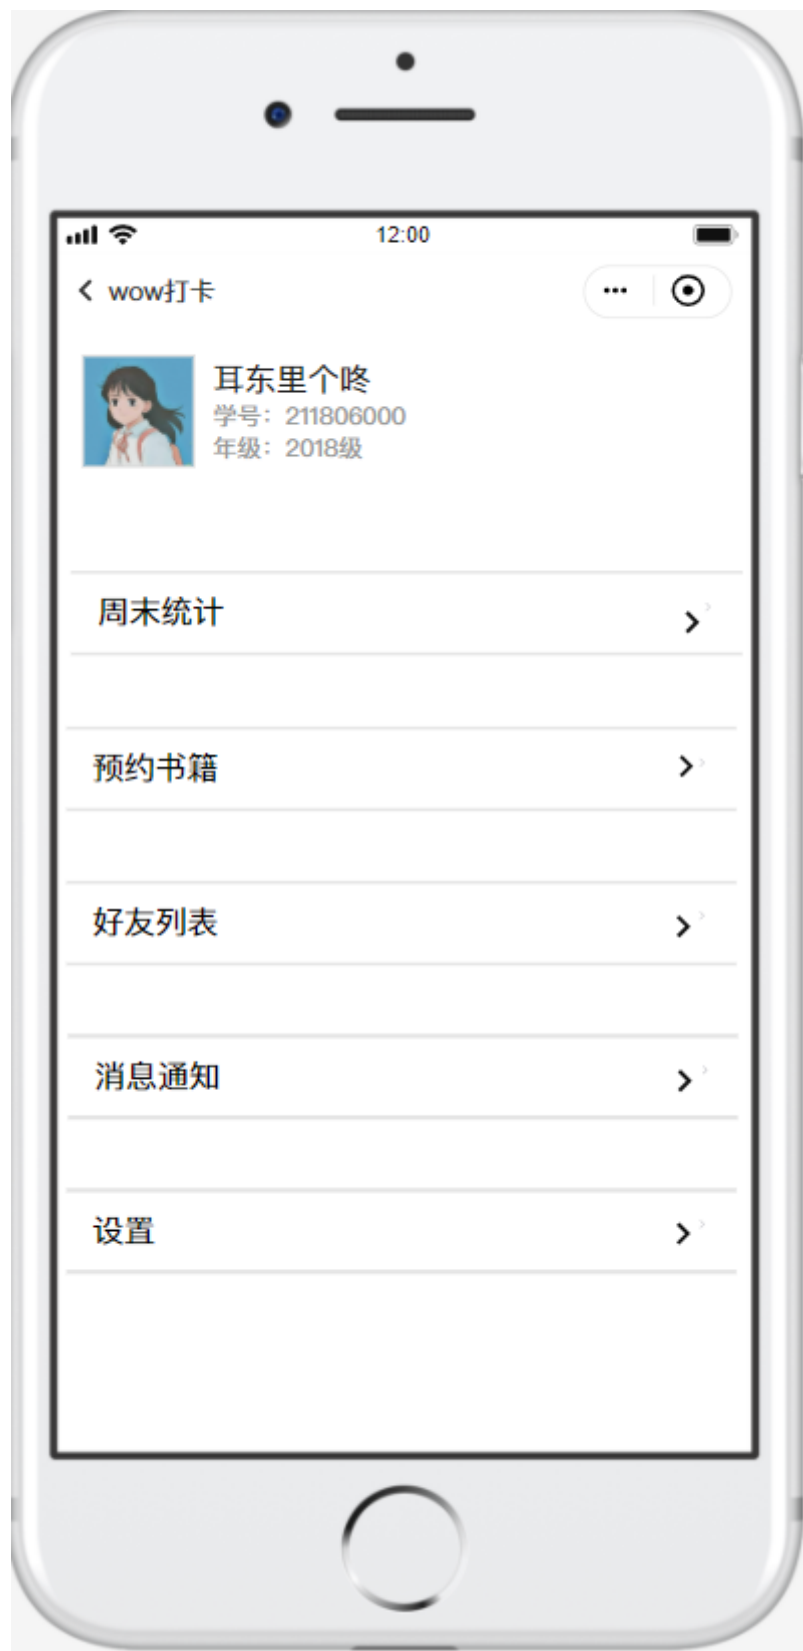 12:00
wow打卡
耳东里个咚
学号：211806000
年级：2018级
周末统计
预约书籍
好友列表
消息通知
设置